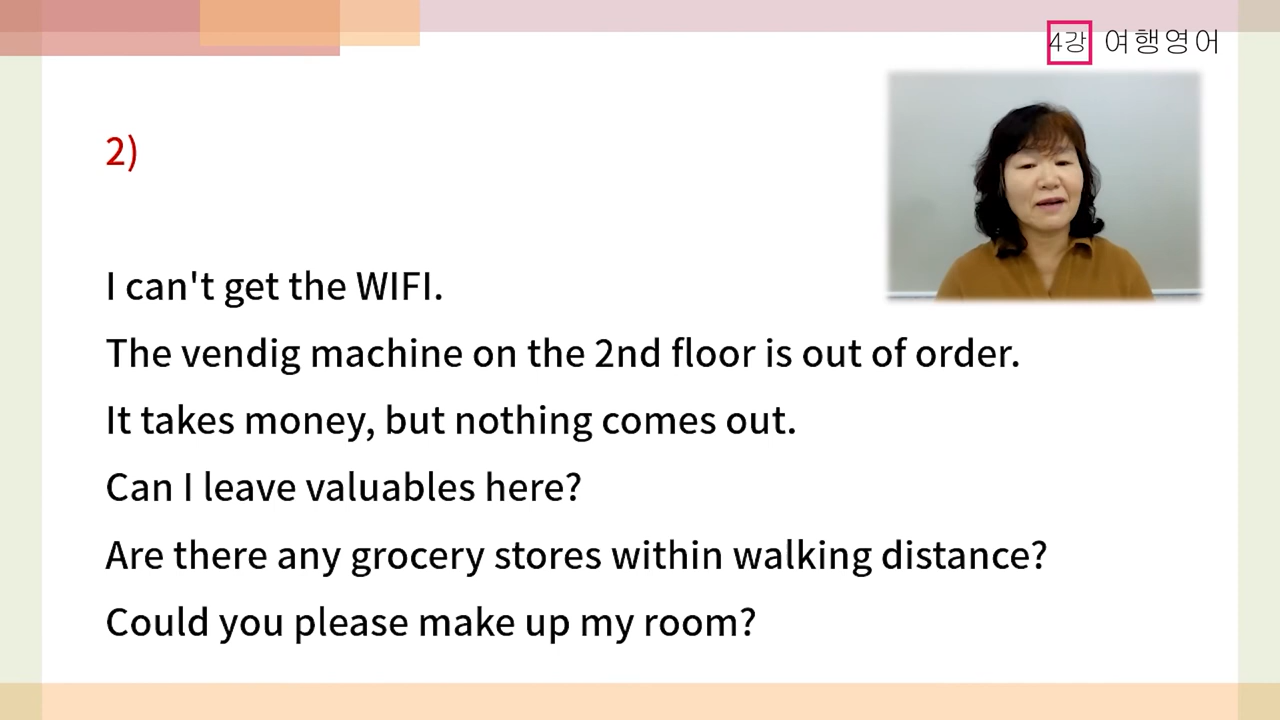 4강 여행영어
2)
I can't get the WIFI.
The vendig machine on the 2nd floor is out of order.
It takes money, but nothing comes out.
Can I leave valuables here?
Are there any grocery stores within walking distance?
Could you please make up my room?